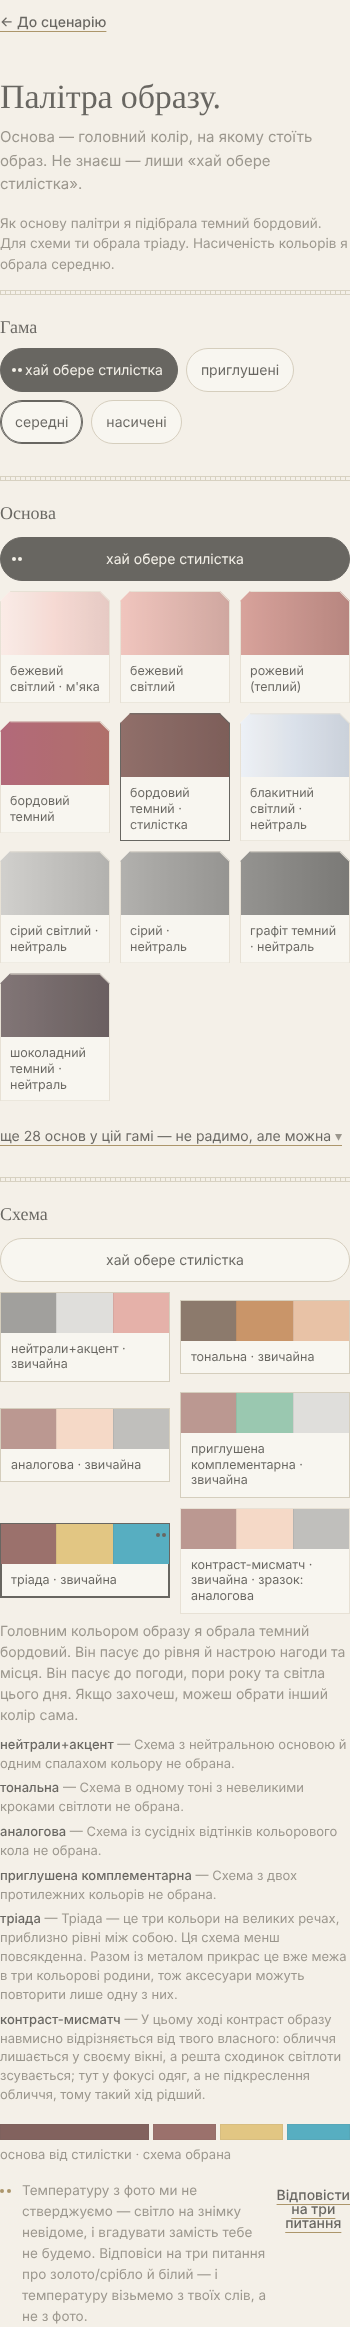 ← До сценарію
Палітра образу.
Основа — головний колір, на якому стоїть
образ. Не знаєш — лиши «хай обере
стилістка».
Як основу палітри я підібрала темний бордовий.
Для схеми ти обрала тріаду. Насиченість кольорів я
обрала середню.
Гама
хай обере стилістка
приглушені
середні
насичені
Основа
хай обере стилістка
бежевий
світлий · м'яка
бежевий
світлий
рожевий
(теплий)
бордовий
темний
бордовий
темний ·
стилістка
блакитний
світлий ·
нейтраль
сірий світлий ·
нейтраль
сірий ·
нейтраль
графіт темний
· нейтраль
шоколадний
темний ·
нейтраль
ще 28 основ у цій гамі — не радимо, але можна ▾
Схема
хай обере стилістка
нейтрали+акцент ·
звичайна
тональна · звичайна
аналогова · звичайна
приглушена
комплементарна ·
звичайна
тріада · звичайна
контраст-мисматч ·
звичайна · зразок:
аналогова
Головним кольором образу я обрала темний
бордовий. Він пасує до рівня й настрою нагоди та
місця. Він пасує до погоди, пори року та світла
цього дня. Якщо захочеш, можеш обрати інший
колір сама.
нейтрали+акцент — Схема з нейтральною основою й
одним спалахом кольору не обрана.
тональна — Схема в одному тоні з невеликими
кроками світлоти не обрана.
аналогова — Схема із сусідніх відтінків кольорового
кола не обрана.
приглушена комплементарна — Схема з двох
протилежних кольорів не обрана.
тріада — Тріада — це три кольори на великих речах,
приблизно рівні між собою. Ця схема менш
повсякденна. Разом із металом прикрас це вже межа
в три кольорові родини, тож аксесуари можуть
повторити лише одну з них.
контраст-мисматч — У цьому ході контраст образу
навмисно відрізняється від твого власного: обличчя
лишається у своєму вікні, а решта сходинок світлоти
зсувається; тут у фокусі одяг, а не підкреслення
обличчя, тому такий хід рідший.
основа від стилістки · схема обрана
Температуру з фото ми не
стверджуємо — світло на знімку
невідоме, і вгадувати замість тебе
не будемо. Відповіси на три питання
про золото/срібло й білий — і
температуру візьмемо з твоїх слів, а
не з фото.
Відповісти
на три
питання